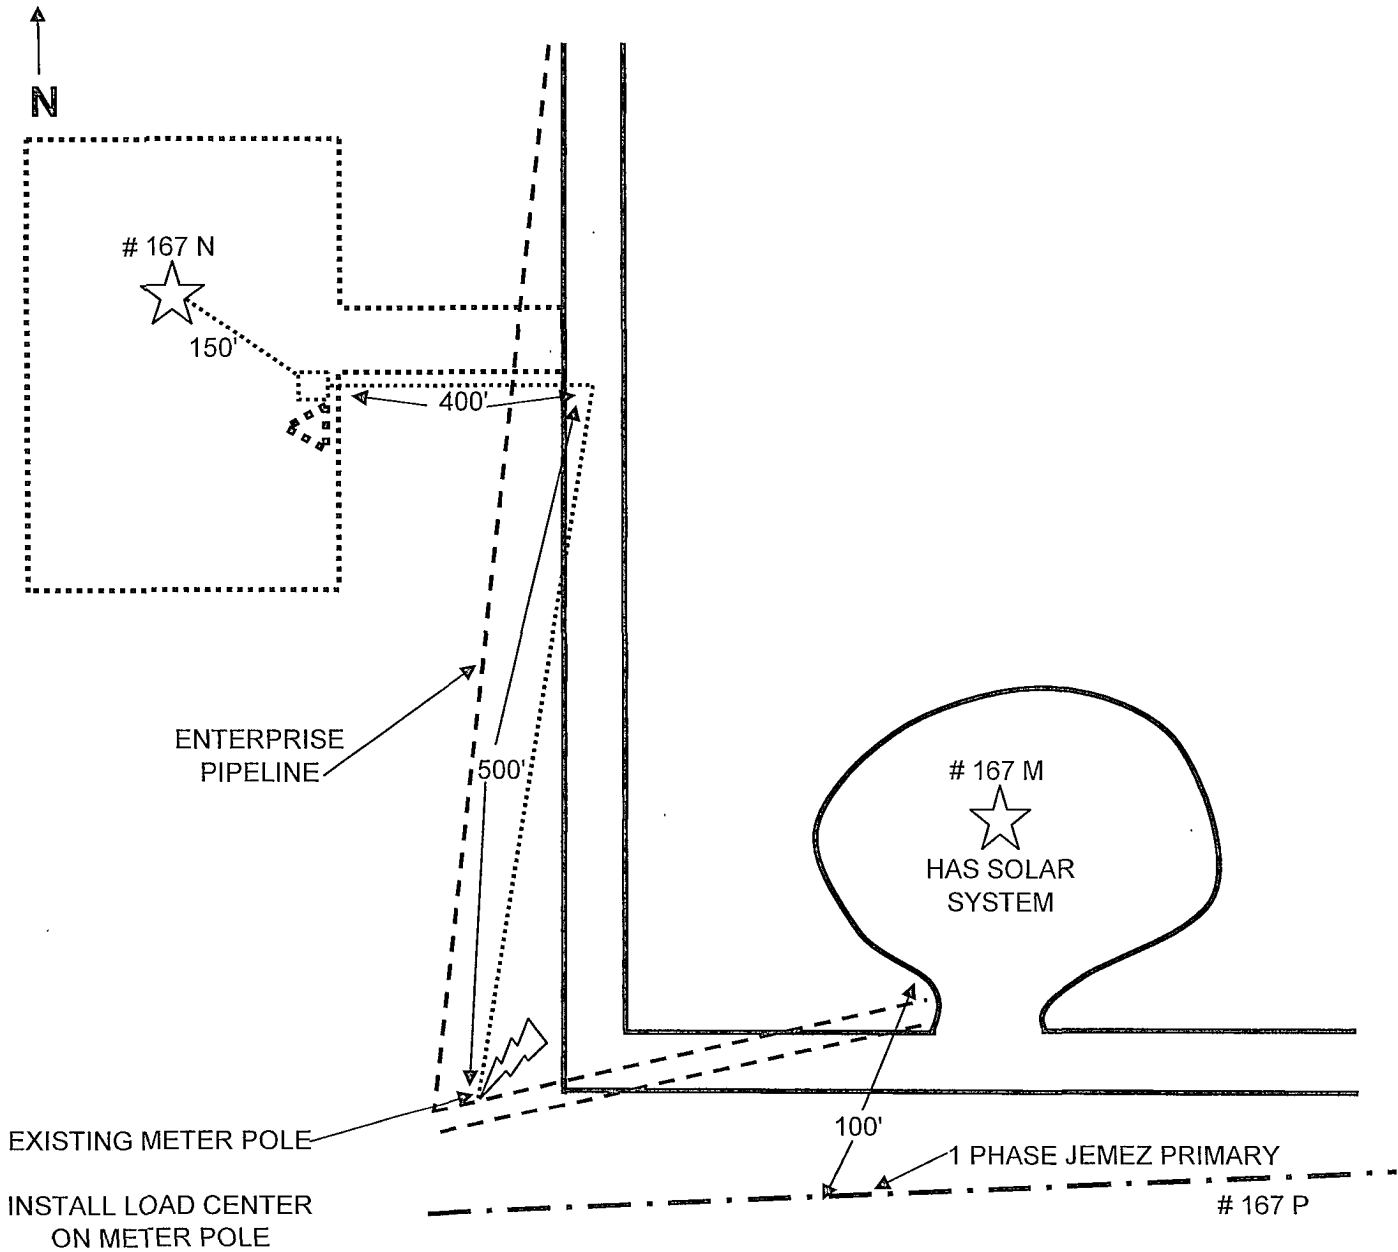 N
# 167 N
150'
400'
ENTERPRISE
PIPELINE
500'
# 167 M
HAS SOLAR
SYSTEM
100'
EXISTING METER POLE
1 PHASE JEMEZ PRIMARY
INSTALL LOAD CENTER
ON METER POLE
# 167 P